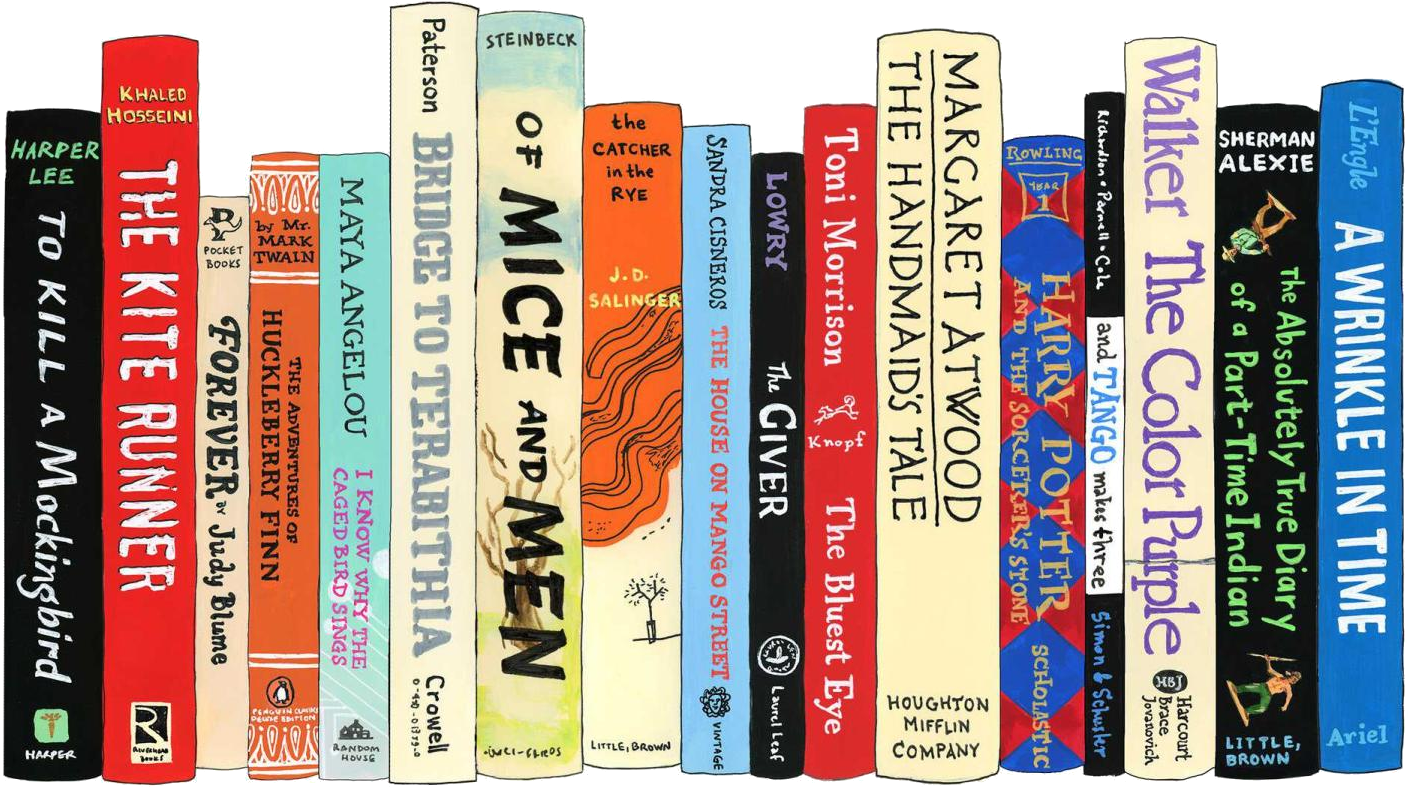 HARPER
LEE
TO KILL A Mockingbird
HARPER
KHALED
HOSSEINI
THE KITE RUNNER
RIVERHEAD
BOOKS
POCKET
BOOKS
FOREVER BY Judy Blume
by Mr.
MARK
TWAIN
THE ADVENTURES OF
HUCKLEBERRY FINN
PENGUIN CLASSICS
DELUXE EDITION
MAYA ANGELOU
I KNOW WHY THE
CAGED BIRD SINGS
RANDOM
HOUSE
Paterson BRIDGE TO TERABITHIA Crowell
STEINBECK
OF MICE AND MEN
the
CATCHER
in the
RYE
J.D.
SALINGER
LITTLE, BROWN
SANDRA CISNEROS THE HOUSE ON MANGO STREET VINTAGE
LOWRY The GIVER Laurel Leaf
Toni Morrison
Knopf
The Bluest Eye
MARGARET ATWOOD
THE HANDMAID'S TALE
HOUGHTON
MIFFLIN
COMPANY
ROWLING
YEAR
1
HARRY POTTER
AND THE SORCERER'S STONE
SCHOLASTIC
Richardson • Parnell • Cole
and TANGO makes three
Simon & Schuster
Walker The Color Purple
HBJ
Harcourt
Brace
Jovanovich
SHERMAN
ALEXIE
The Absolutely True Diary
of a Part-Time Indian
LITTLE,
BROWN
L'Engle A WRINKLE IN TIME
Ariel